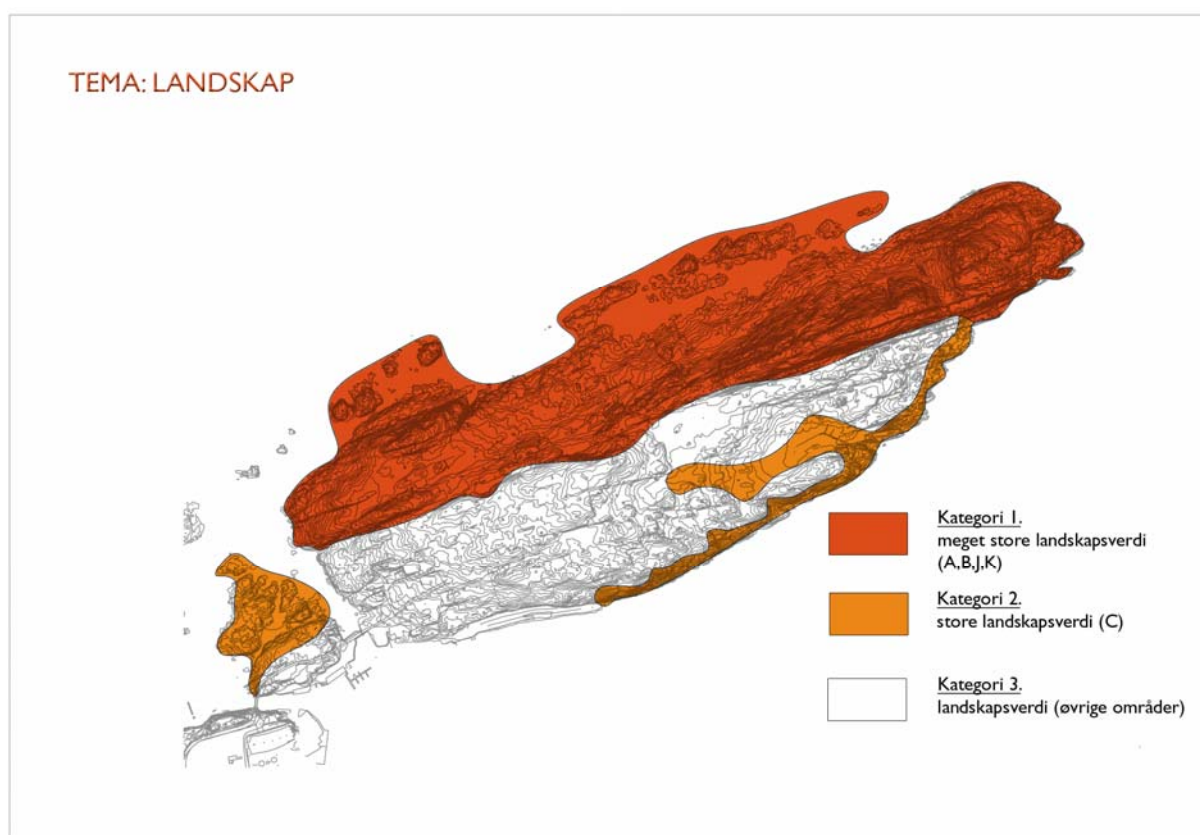 TEMA: LANDSKAP
Kategori 1.
meget store landskapsverdi
(A,B,J,K)
Kategori 2.
store landskapsverdi (C)
Kategori 3.
landskapsverdi (øvrige områder)